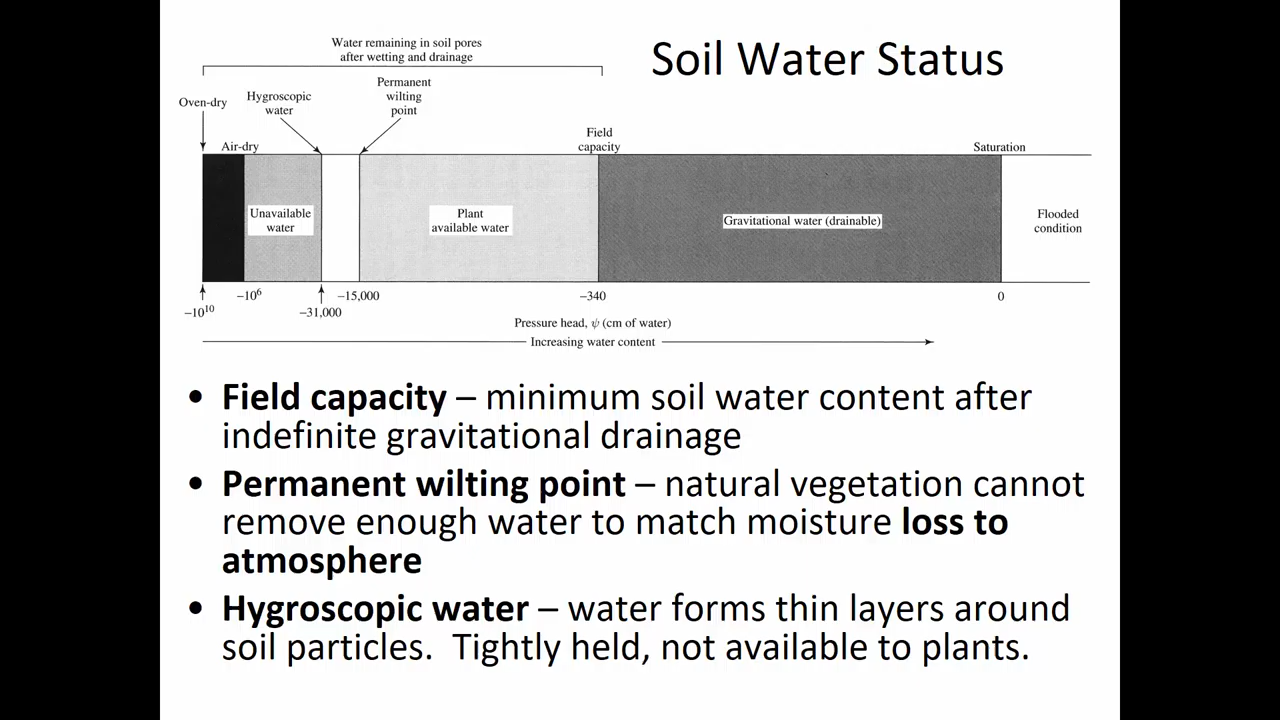 Soil Water Status
Water remaining in soil pores
after wetting and drainage
Oven-dry
Hygroscopic
water
Permanent
wilting
point
Air-dry
Field
capacity
Saturation
Unavailable
water
Plant
available water
Gravitational water (drainable)
Flooded
condition
−10¹⁰
−10⁶
−31,000
−15,000
−340
0
Pressure head, ψ (cm of water)
Increasing water content
• Field capacity – minimum soil water content after
indefinite gravitational drainage
• Permanent wilting point – natural vegetation cannot
remove enough water to match moisture loss to
atmosphere
• Hygroscopic water – water forms thin layers around
soil particles. Tightly held, not available to plants.